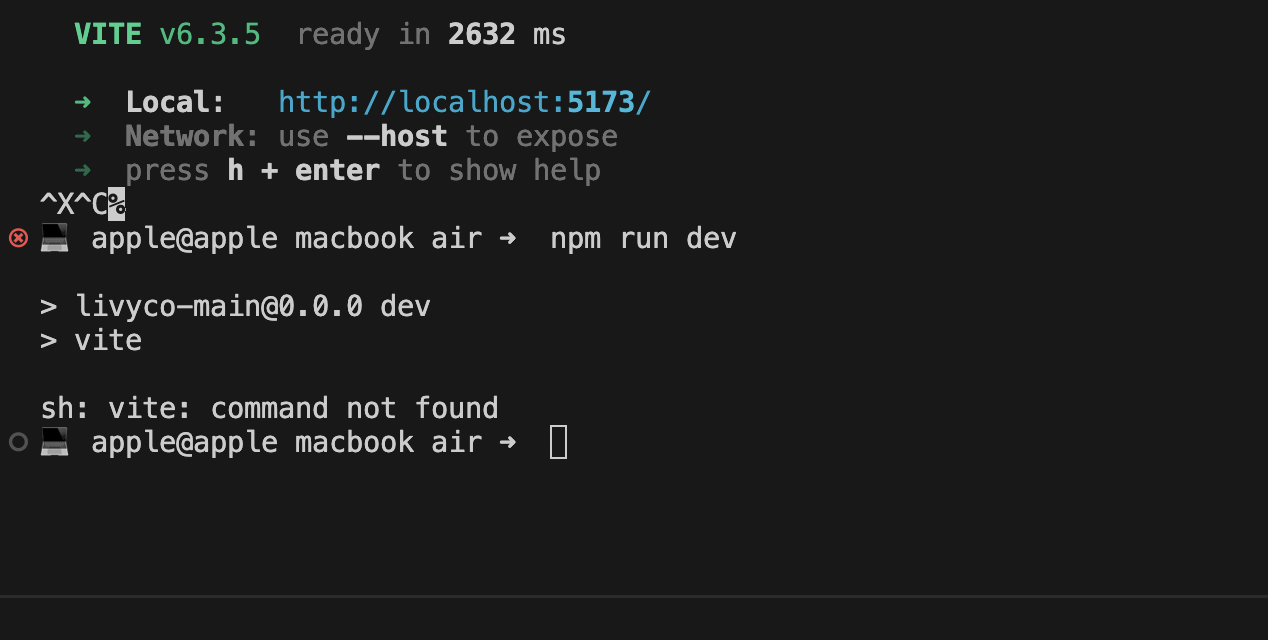 VITE v6.3.5  ready in 2632 ms
➜  Local:   http://localhost:5173/
➜  Network: use --host to expose
➜  press h + enter to show help
^X^C%
💻 apple@apple macbook air ➜  npm run dev
> livyco-main@0.0.0 dev
> vite
sh: vite: command not found
💻 apple@apple macbook air ➜